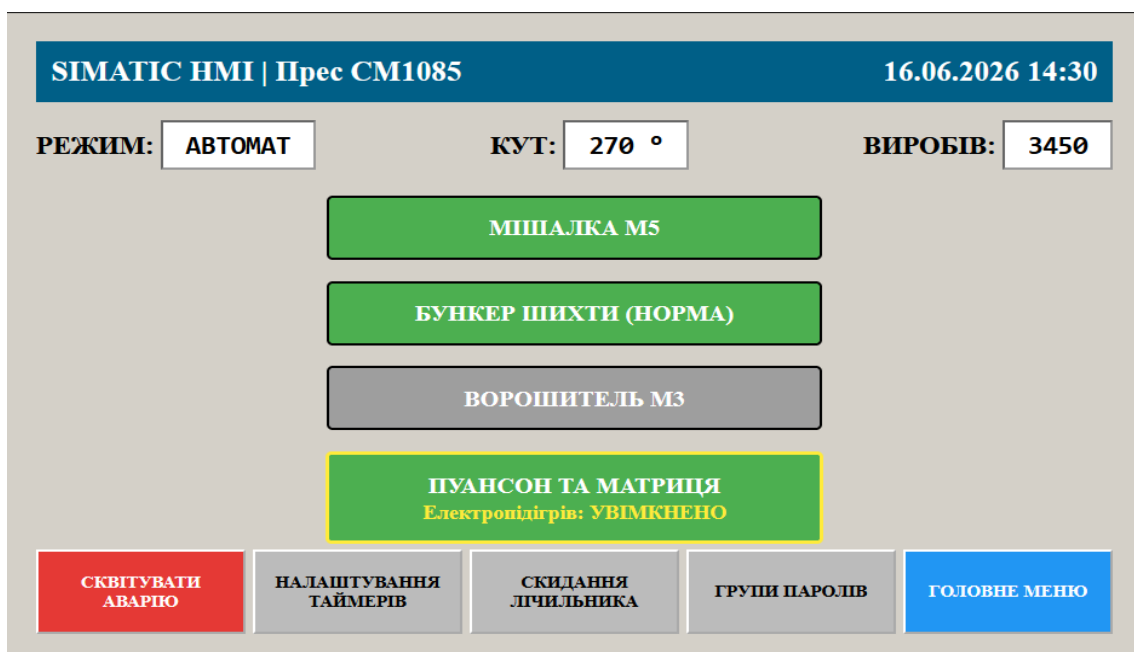 SIMATIC HMI | Прес СМ1085 16.06.2026 14:30
РЕЖИМ: АВТОМАТ КУТ: 270 ° ВИРОБІВ: 3450
МІШАЛКА М5
БУНКЕР ШИХТИ (НОРМА)
ВОРОШИТЕЛЬ М3
ПУАНСОН ТА МАТРИЦЯ
Електропідігрів: УВІМКНЕНО
СКВІТУВАТИ
АВАРІЮ
НАЛАШТУВАННЯ
ТАЙМЕРІВ
СКИДАННЯ
ЛІЧИЛЬНИКА
ГРУПИ ПАРОЛІВ
ГОЛОВНЕ МЕНЮ